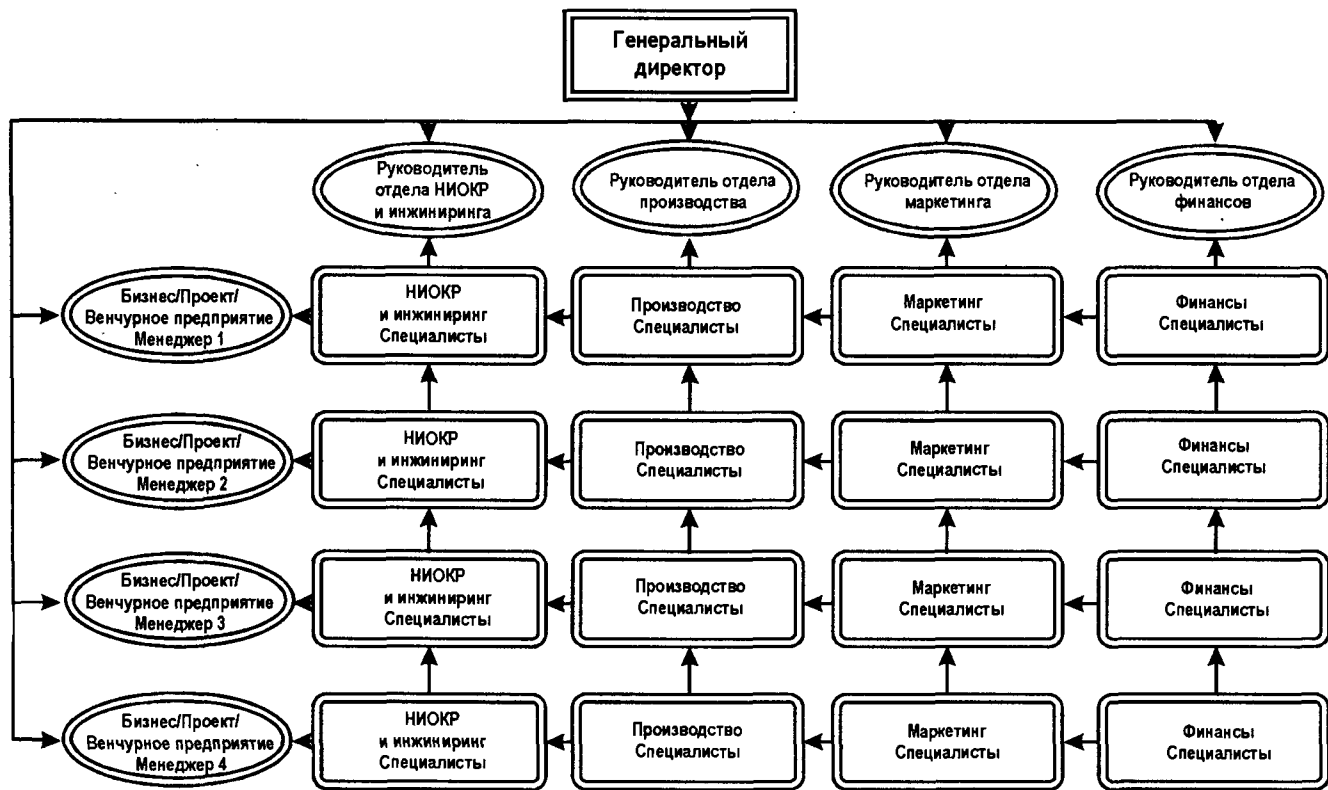 Генеральный
директор
Руководитель
отдела НИОКР
и инжиниринга
Руководитель отдела
производства
Руководитель отдела
маркетинга
Руководитель отдела
финансов
Бизнес/Проект/
Венчурное предприятие
Менеджер 1
НИОКР
и инжиниринг
Специалисты
Производство
Специалисты
Маркетинг
Специалисты
Финансы
Специалисты
Бизнес/Проект/
Венчурное предприятие
Менеджер 2
НИОКР
и инжиниринг
Специалисты
Производство
Специалисты
Маркетинг
Специалисты
Финансы
Специалисты
Бизнес/Проект/
Венчурное предприятие
Менеджер 3
НИОКР
и инжиниринг
Специалисты
Производство
Специалисты
Маркетинг
Специалисты
Финансы
Специалисты
Бизнес/Проект/
Венчурное предприятие
Менеджер 4
НИОКР
и инжиниринг
Специалисты
Производство
Специалисты
Маркетинг
Специалисты
Финансы
Специалисты